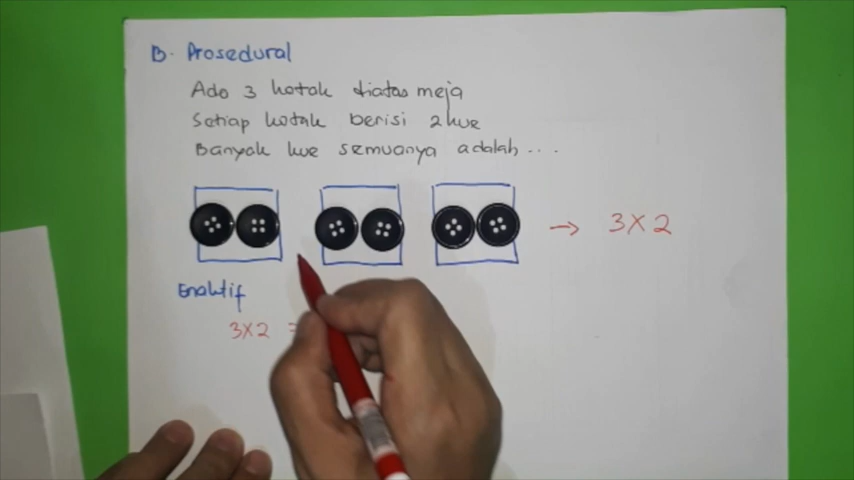 B. Prosedural
Ada 3 kotak diatas meja
Setiap kotak berisi 2 kue
Banyak kue semuanya adalah ...
→ 3 X 2
Enaktif
3X2 =